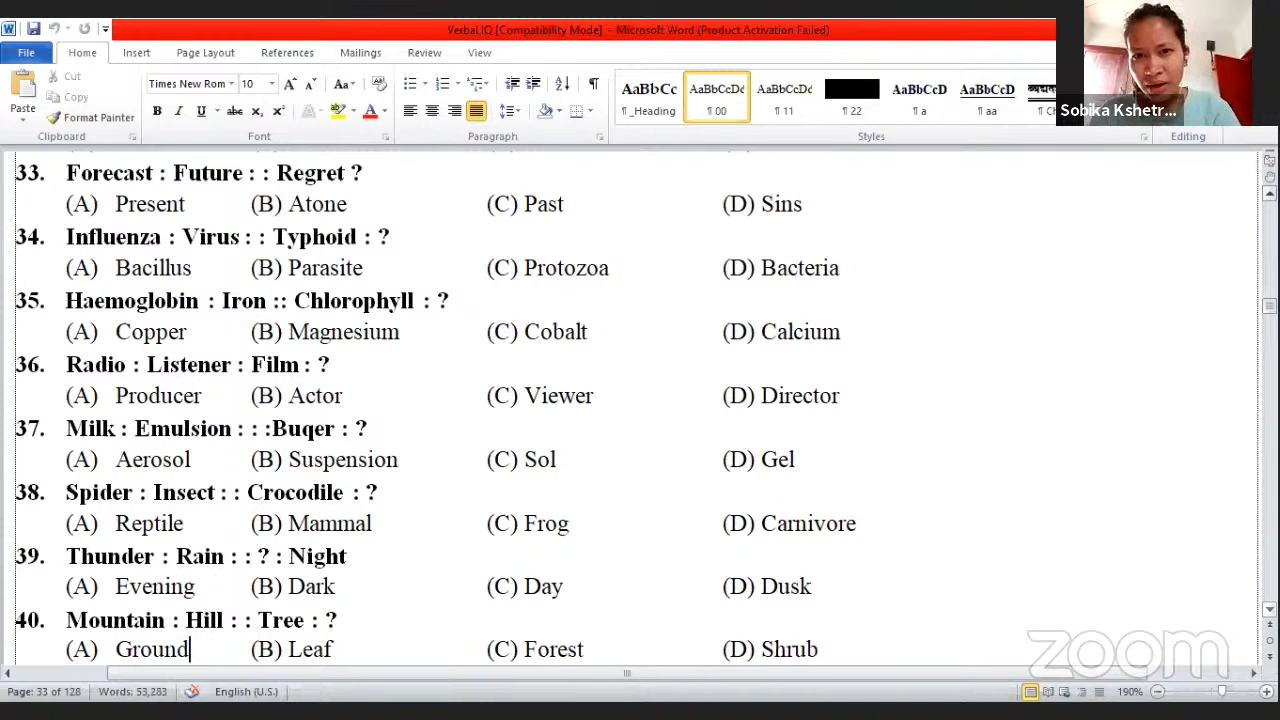 Verbal IQ [Compatibility Mode] - Microsoft Word (Product Activation Failed)
File Home Insert Page Layout References Mailings Review View
Paste Cut Copy Format Painter
Times New Rom 10
AaBbCc AaBbCcDd AaBbCcDd AaBbCcD AaBbCcD
¶ _Heading ¶ 00 ¶ 11 ¶ 22 ¶ a ¶ aa
Sobika Kshetr...
Clipboard Font Paragraph Styles Editing
33. Forecast : Future : : Regret ?
(A) Present (B) Atone (C) Past (D) Sins
34. Influenza : Virus : : Typhoid : ?
(A) Bacillus (B) Parasite (C) Protozoa (D) Bacteria
35. Haemoglobin : Iron :: Chlorophyll : ?
(A) Copper (B) Magnesium (C) Cobalt (D) Calcium
36. Radio : Listener : Film : ?
(A) Producer (B) Actor (C) Viewer (D) Director
37. Milk : Emulsion : : :Buqer : ?
(A) Aerosol (B) Suspension (C) Sol (D) Gel
38. Spider : Insect : : Crocodile : ?
(A) Reptile (B) Mammal (C) Frog (D) Carnivore
39. Thunder : Rain : : ? : Night
(A) Evening (B) Dark (C) Day (D) Dusk
40. Mountain : Hill : : Tree : ?
(A) Ground (B) Leaf (C) Forest (D) Shrub
zoom
Page: 33 of 128 Words: 53,283 English (U.S.) 190%